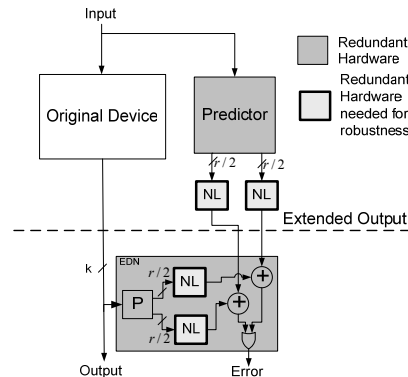 Input
Redundant
Hardware
Redundant
Hardware
needed for
robustness
Original Device
Predictor
r/2
r/2
NL
NL
Extended Output
EDN
k
r/2
NL
P
NL
r/2
Output
Error